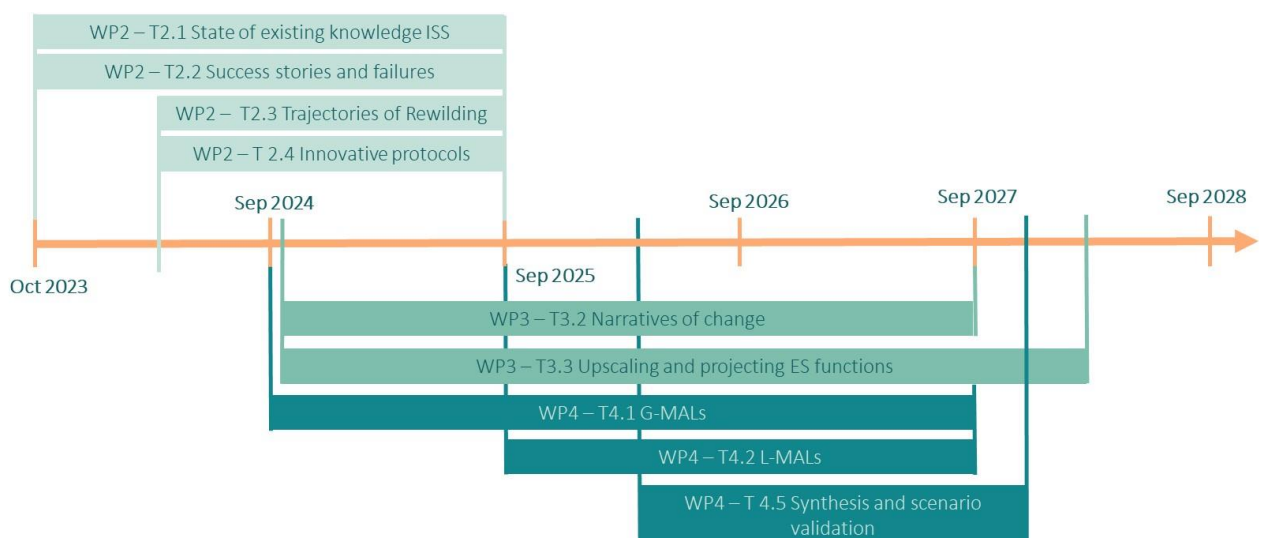 WP2 – T2.1 State of existing knowledge ISS
WP2 – T2.2 Success stories and failures
WP2 – T2.3 Trajectories of Rewilding
WP2 – T 2.4 Innovative protocols
Sep 2024
Sep 2026
Sep 2027
Sep 2028
Oct 2023
Sep 2025
WP3 – T3.2 Narratives of change
WP3 – T3.3 Upscaling and projecting ES functions
WP4 – T4.1 G-MALs
WP4 – T4.2 L-MALs
WP4 – T 4.5 Synthesis and scenario
validation